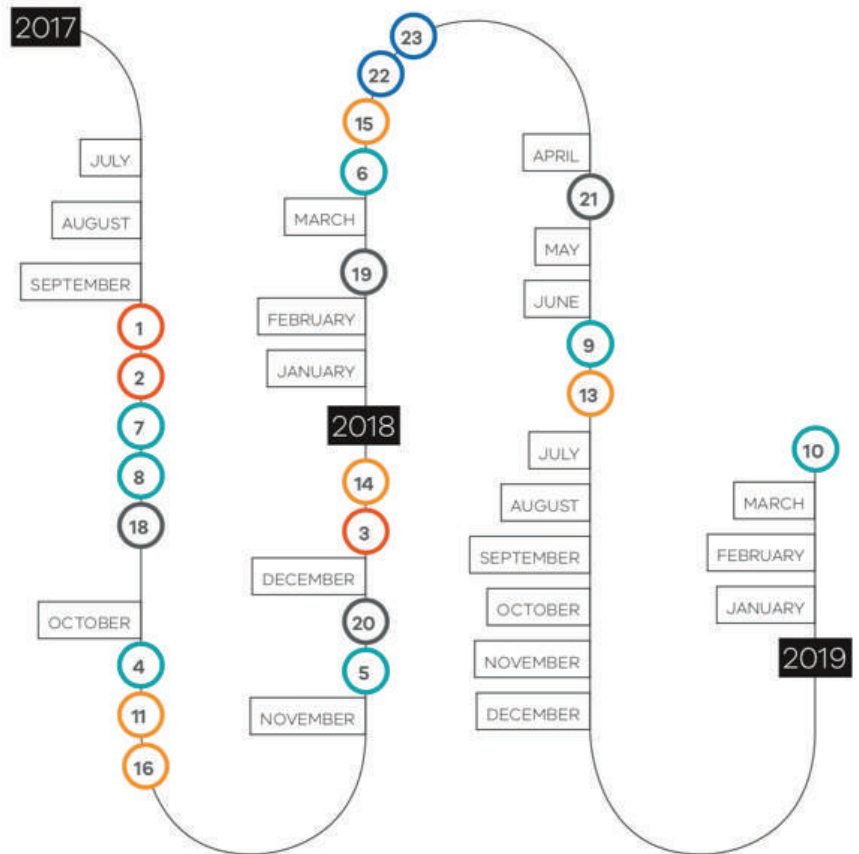 2017
JULY
AUGUST
SEPTEMBER
1
2
7
8
18
OCTOBER
4
11
16
NOVEMBER
5
20
DECEMBER
3
14
2018
JANUARY
FEBRUARY
19
MARCH
6
15
22
23
APRIL
21
MAY
JUNE
9
13
JULY
AUGUST
SEPTEMBER
OCTOBER
NOVEMBER
DECEMBER
2019
JANUARY
FEBRUARY
MARCH
10